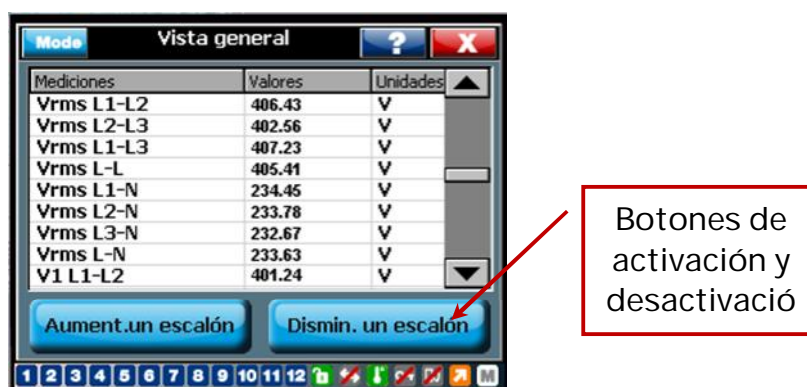 Mode Vista general ? X
Mediciones Valores Unidades
Vrms L1-L2 406.43 V
Vrms L2-L3 402.56 V
Vrms L1-L3 407.23 V
Vrms L-L 405.41 V
Vrms L1-N 234.45 V
Vrms L2-N 233.78 V
Vrms L3-N 232.67 V
Vrms L-N 233.63 V
V1 L1-L2 401.24 V
Aument.un escalón Dismin. un escalón
1 2 3 4 5 6 7 8 9 10 11 12 M
Botones de
activación y
desactivació